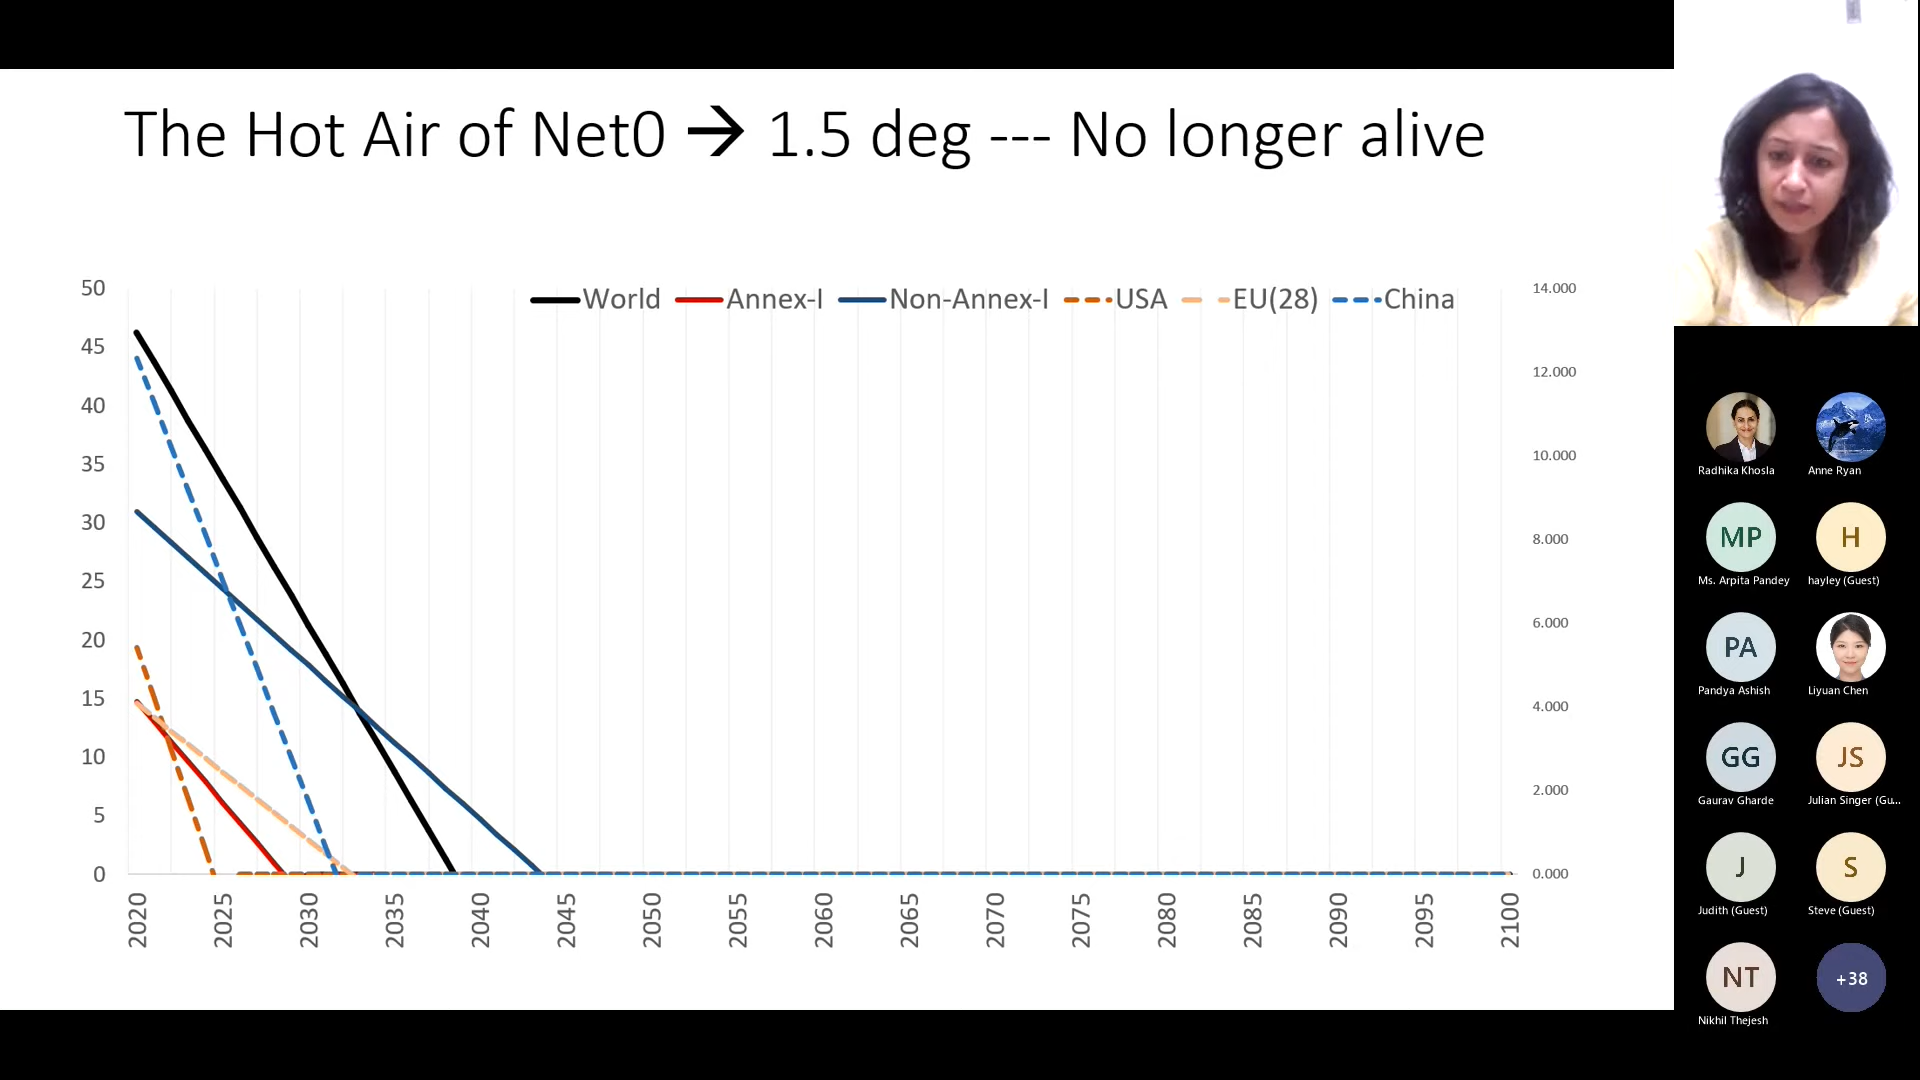 The Hot Air of Net0 → 1.5 deg --- No longer alive
World Annex-I Non-Annex-I USA EU(28) China
50
45
40
35
30
25
20
15
10
5
0
14.000
12.000
10.000
8.000
6.000
4.000
2.000
0.000
2020 2025 2030 2035 2040 2045 2050 2055 2060 2065 2070 2075 2080 2085 2090 2095 2100
Radhika Khosla
Anne Ryan
MP
Ms. Arpita Pandey
H
hayley (Guest)
PA
Pandya Ashish
Liyuan Chen
GG
Gaurav Gharde
JS
Julian Singer (Gu...
J
Judith (Guest)
S
Steve (Guest)
NT
Nikhil Thejesh
+38